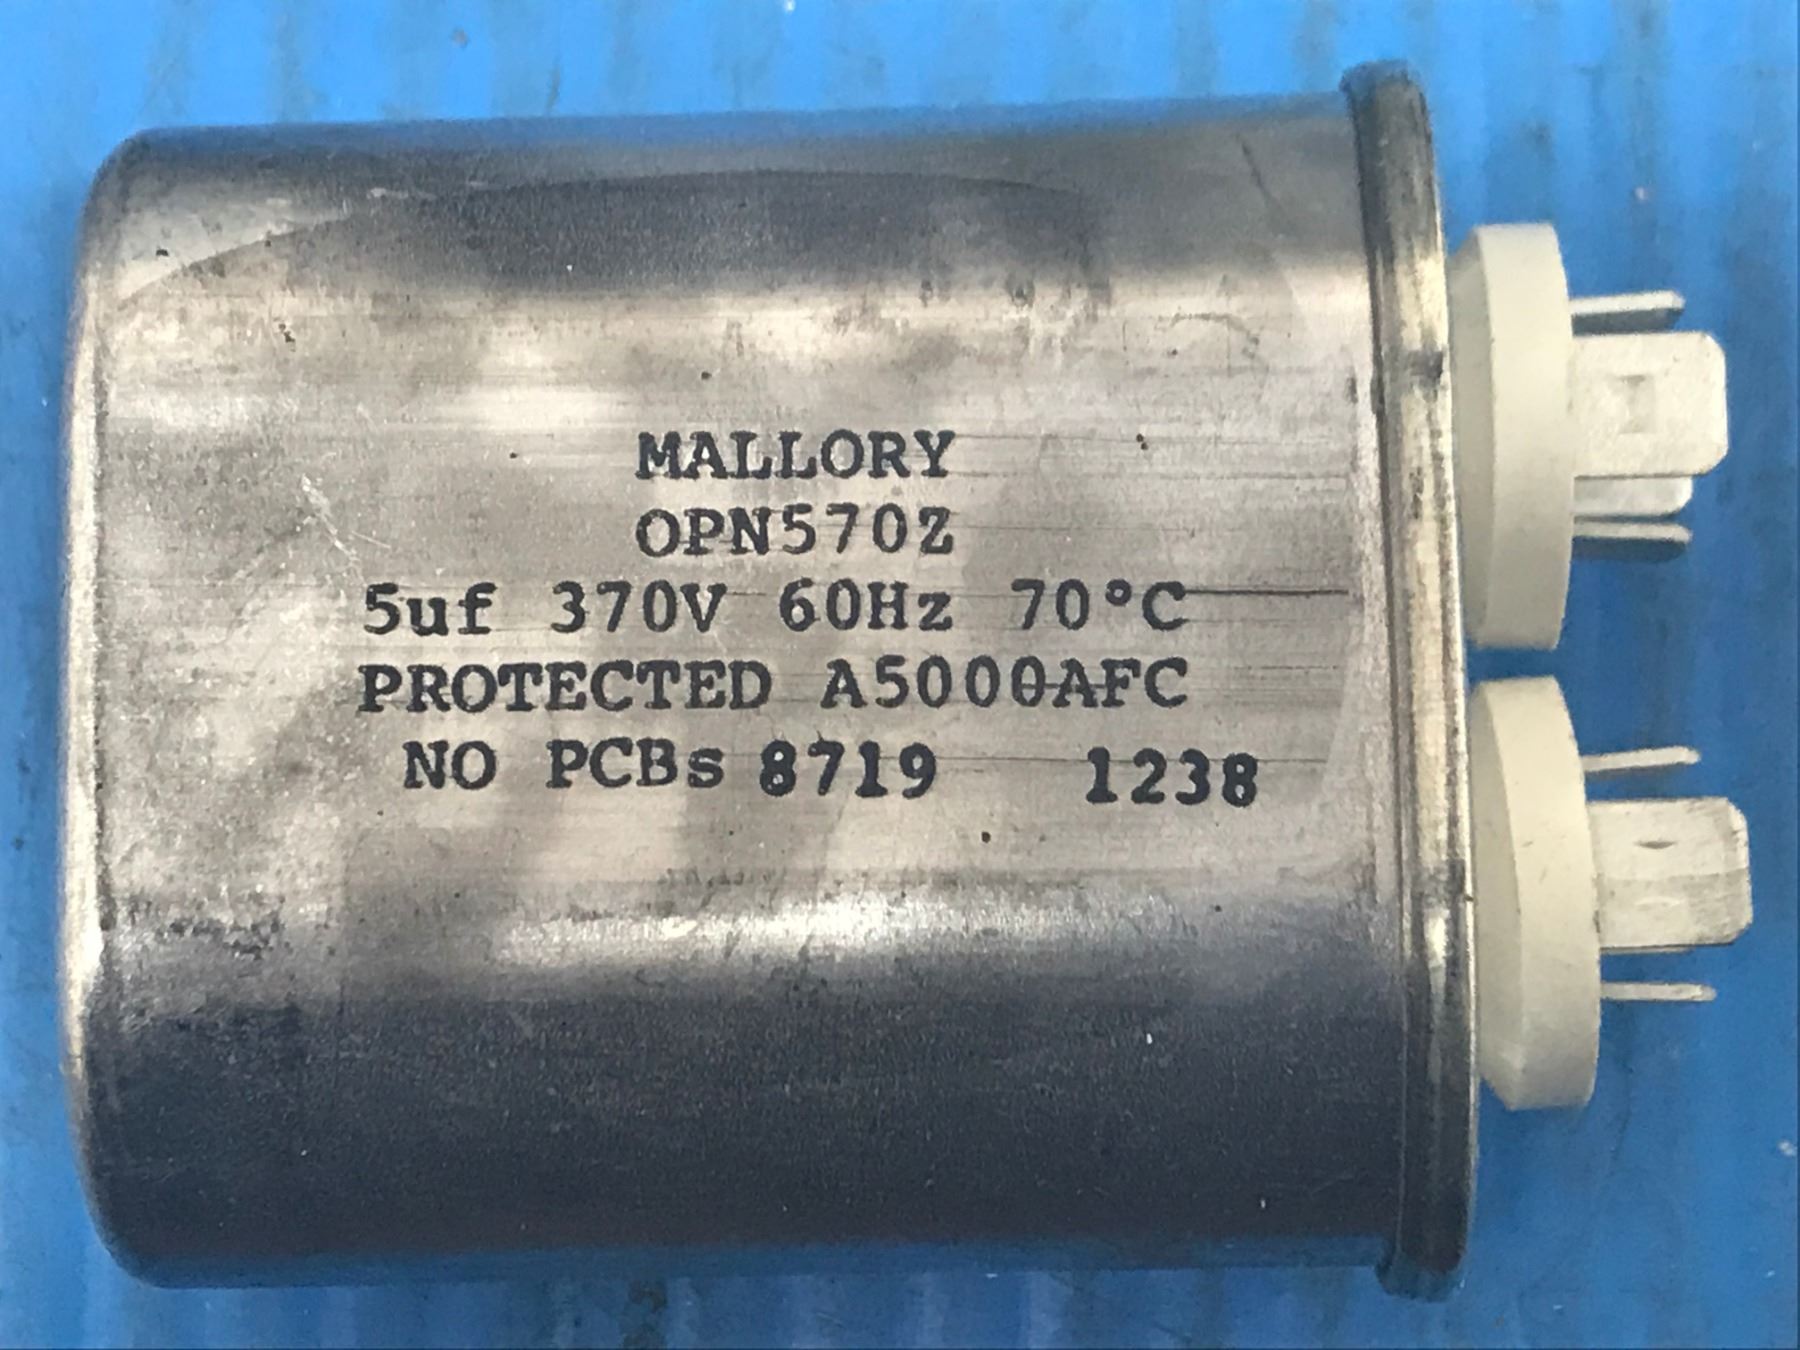 MALLORY
OPN570Z
5uf 370V 60Hz 70°C
PROTECTED A5000AFC
NO PCBs 8719 1238